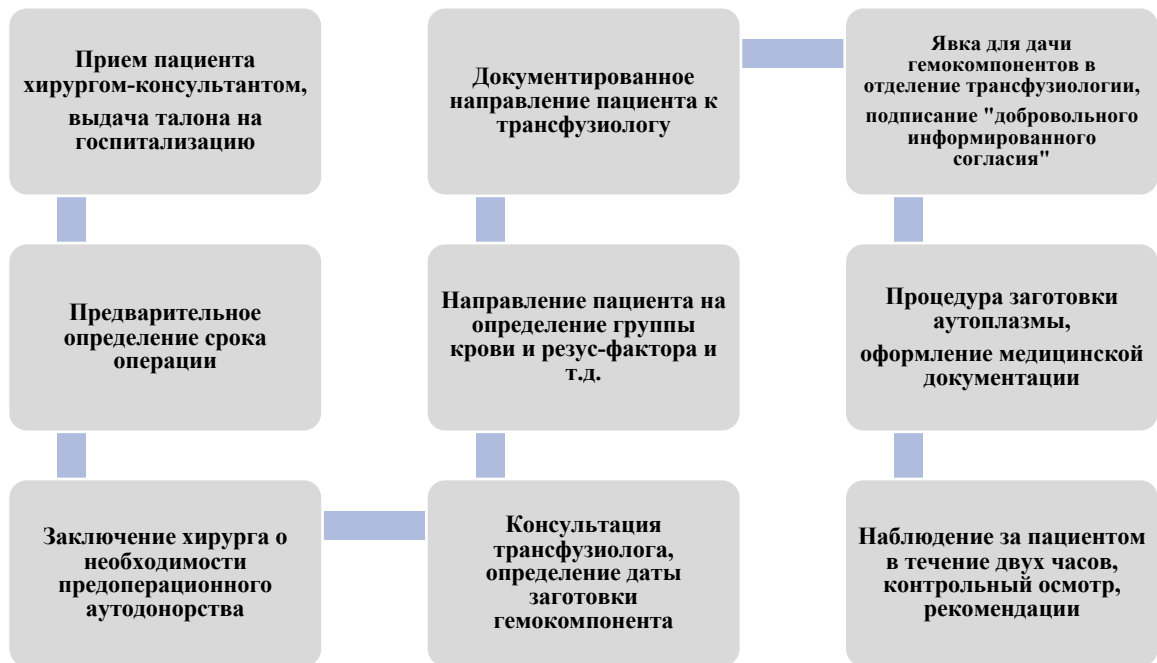 Прием пациента
хирургом-консультантом,
выдача талона на
госпитализацию
Предварительное
определение срока
операции
Заключение хирурга о
необходимости
предоперационного
аутодонорства
Консультация
трансфузиолога,
определение даты
заготовки
гемокомпонента
Направление пациента на
определение группы
крови и резус-фактора и
т.д.
Документированное
направление пациента к
трансфузиологу
Явка для дачи
гемокомпонентов в
отделение трансфузиологии,
подписание "добровольного
информированного
согласия"
Процедура заготовки
аутоплазмы,
оформление медицинской
документации
Наблюдение за пациентом
в течение двух часов,
контрольный осмотр,
рекомендации